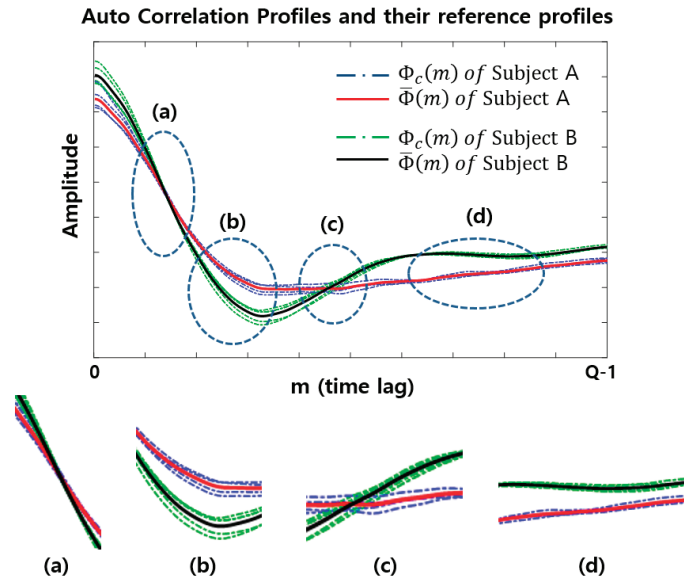 Auto Correlation Profiles and their reference profiles
Φc(m) of Subject A
Φ̅(m) of Subject A
Φc(m) of Subject B
Φ̅(m) of Subject B
(a)
(b)
(c)
(d)
Amplitude
0
Q-1
m (time lag)
(a)
(b)
(c)
(d)